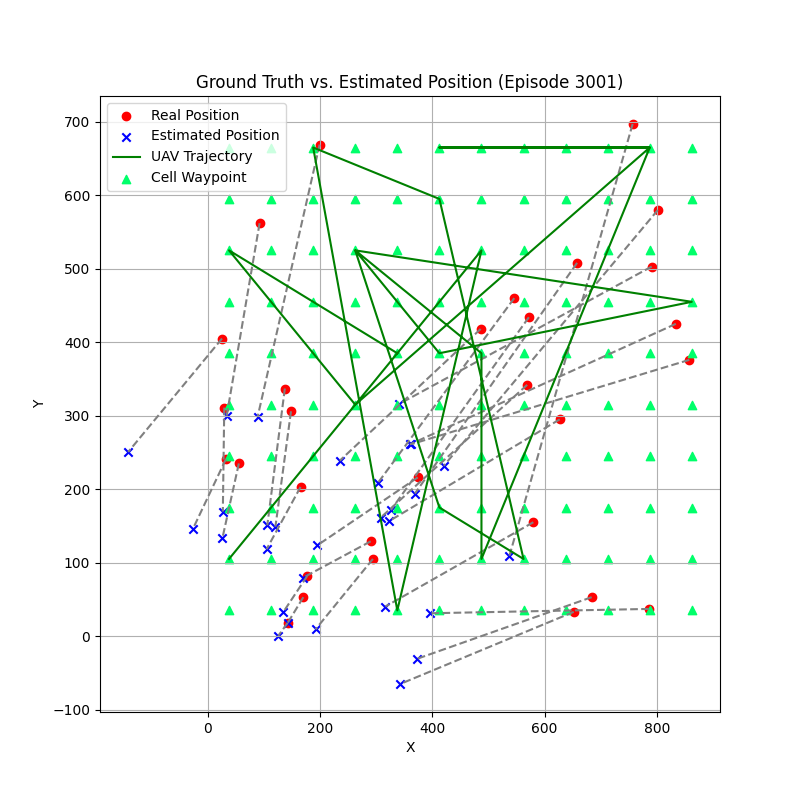 Ground Truth vs. Estimated Position (Episode 3001)
Real Position
Estimated Position
UAV Trajectory
Cell Waypoint
700
600
500
400
300
200
100
0
−100
Y
0 200 400 600 800
X